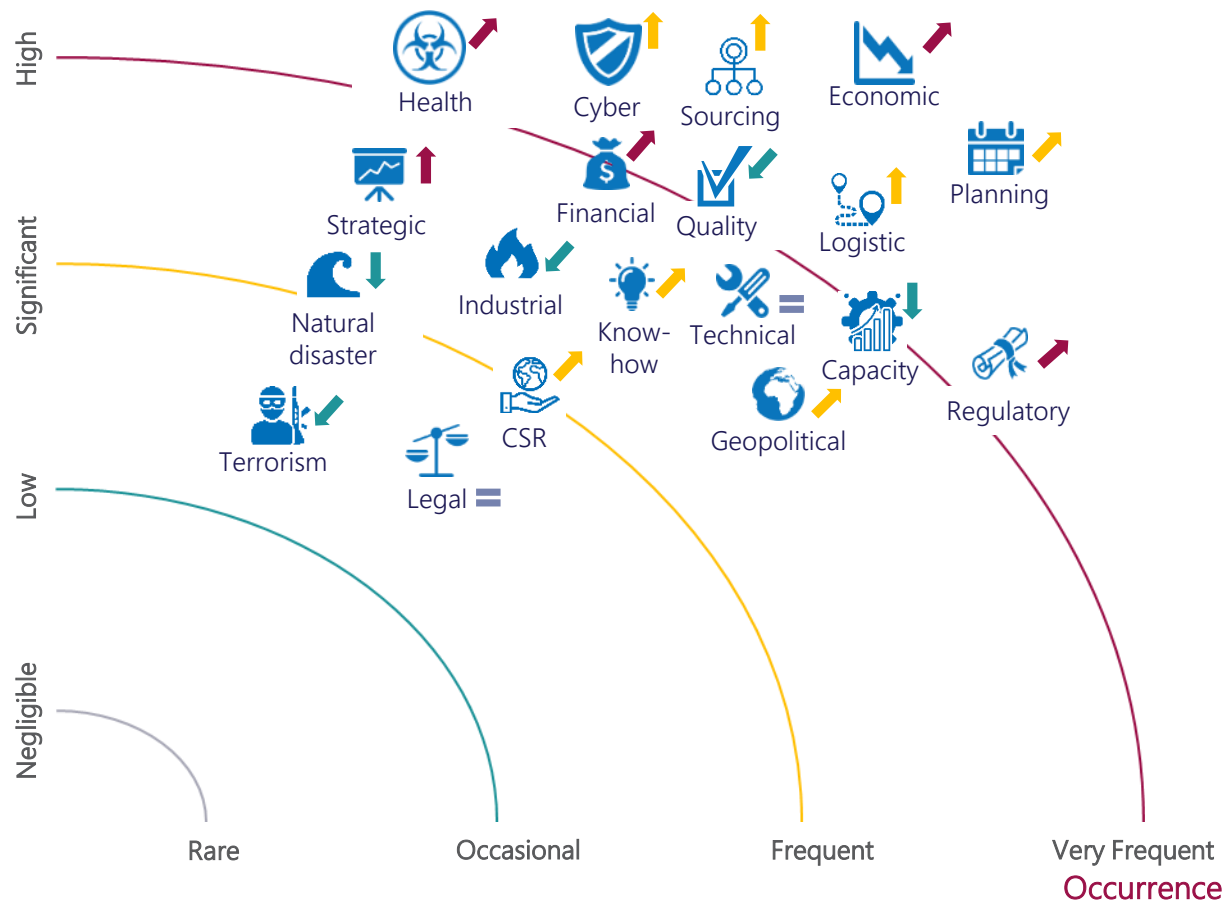 High
Significant
Low
Negligible
Health
Cyber
Sourcing
Economic
Planning
Strategic
Financial
$
Quality
Logistic
Industrial
Natural
disaster
Know-
how
Technical
Capacity
Regulatory
CSR
Geopolitical
Terrorism
Legal =
Rare
Occasional
Frequent
Very Frequent
Occurrence